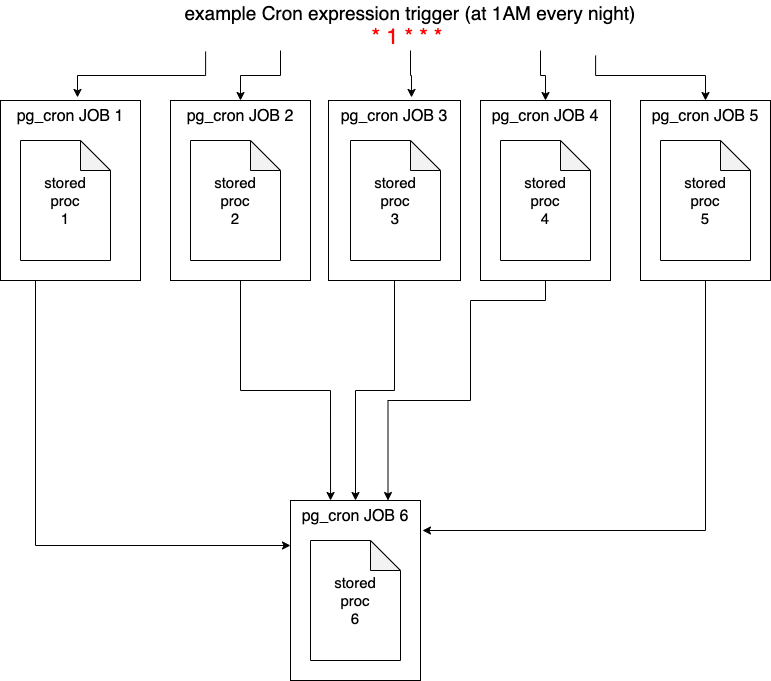 example Cron expression trigger (at 1AM every night)
* 1 * * *
pg_cron JOB 1
stored
proc
1
pg_cron JOB 2
stored
proc
2
pg_cron JOB 3
stored
proc
3
pg_cron JOB 4
stored
proc
4
pg_cron JOB 5
stored
proc
5
pg_cron JOB 6
stored
proc
6